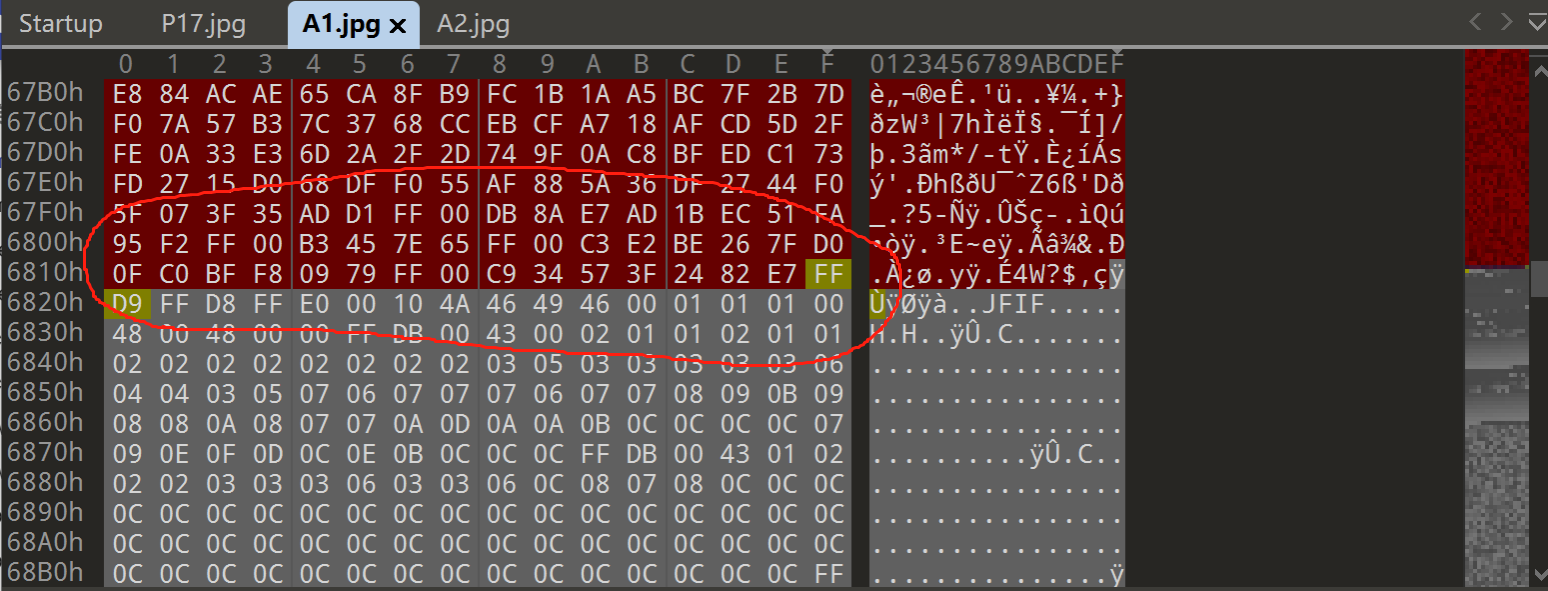 Startup P17.jpg A1.jpg × A2.jpg
0 1 2 3 4 5 6 7 8 9 A B C D E F 0123456789ABCDEF
67B0h E8 84 AC AE 65 CA 8F B9 FC 1B 1A A5 BC 7F 2B 7D è„¬®eÊ.¹ü..¥¼.+}
67C0h F0 7A 57 B3 7C 37 68 CC EB CF A7 18 AF CD 5D 2F ðzW³|7hÌëÏ§.¯Í]/
67D0h FE 0A 33 E3 6D 2A 2F 2D 74 9F 0A C8 BF ED C1 73 þ.3ãm*/-tŸ.È¿íÁs
67E0h FD 27 15 D0 68 DF F0 55 AF 88 5A 36 DF 27 44 F0 ý'.ÐhßðU¯ˆZ6ß'Dð
67F0h 5F 07 3F 35 AD D1 FF 00 DB 8A E7 AD 1B EC 51 FA _.?5-Ñÿ.ÛŠç-.ìQú
6800h 95 F2 FF 00 B3 45 7E 65 FF 00 C3 E2 BE 26 7F D0 •òÿ.³E~eÿ.Ãâ¾&.Ð
6810h 0F C0 BF F8 09 79 FF 00 C9 34 57 3F 24 82 E7 FF .À¿ø.yÿ.É4W?$‚çÿ
6820h D9 FF D8 FF E0 00 10 4A 46 49 46 00 01 01 01 00 ÙÿØÿà..JFIF.....
6830h 48 00 48 00 00 FF DB 00 43 00 02 01 01 02 01 01 H.H..ÿÛ.C.......
6840h 02 02 02 02 02 02 02 02 03 05 03 03 03 03 03 06 ................
6850h 04 04 03 05 07 06 07 07 07 06 07 07 08 09 0B 09 ................
6860h 08 08 0A 08 07 07 0A 0D 0A 0A 0B 0C 0C 0C 0C 07 ................
6870h 09 0E 0F 0D 0C 0E 0B 0C 0C 0C FF DB 00 43 01 02 ..........ÿÛ.C..
6880h 02 02 03 03 03 06 03 03 06 0C 08 07 08 0C 0C 0C ................
6890h 0C 0C 0C 0C 0C 0C 0C 0C 0C 0C 0C 0C 0C 0C 0C 0C ................
68A0h 0C 0C 0C 0C 0C 0C 0C 0C 0C 0C 0C 0C 0C 0C 0C 0C ................
68B0h 0C 0C 0C 0C 0C 0C 0C 0C 0C 0C 0C 0C 0C 0C 0C FF ...............ÿ